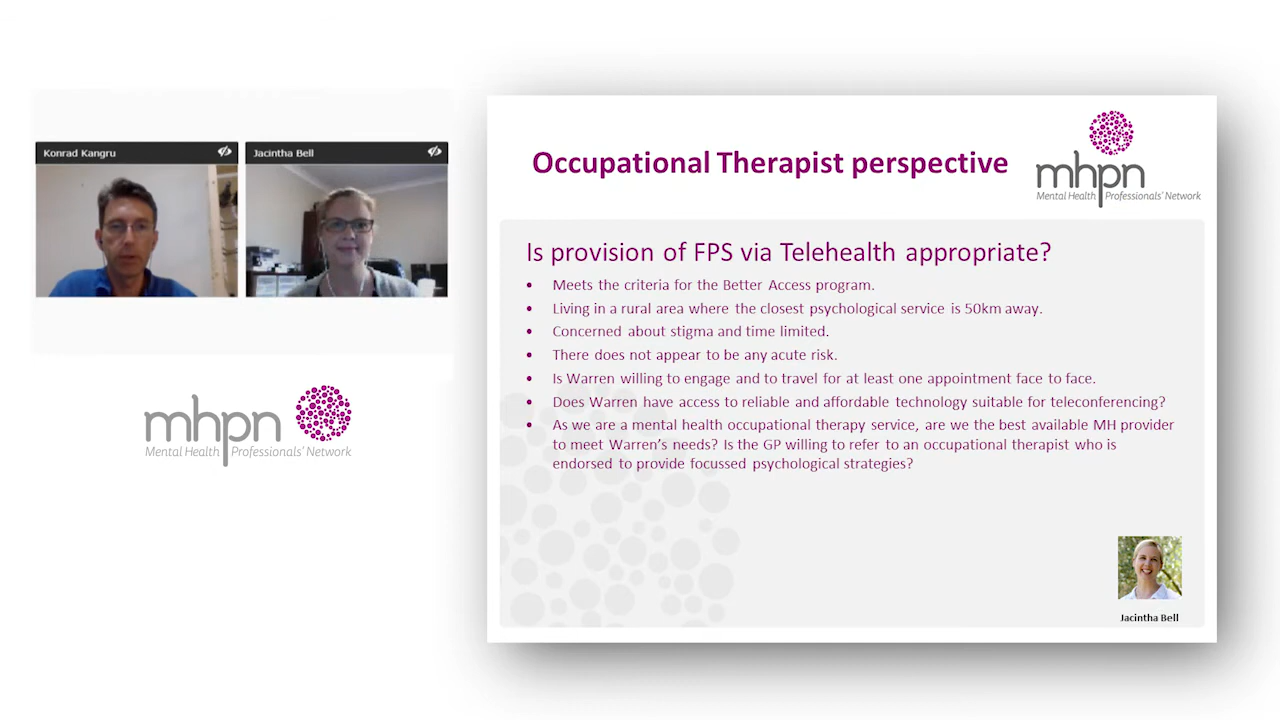 Konrad Kangru
Jacintha Bell
mhpn
Mental Health Professionals' Network
Occupational Therapist perspective
mhpn
Mental Health Professionals' Network
Is provision of FPS via Telehealth appropriate?
• Meets the criteria for the Better Access program.
• Living in a rural area where the closest psychological service is 50km away.
• Concerned about stigma and time limited.
• There does not appear to be any acute risk.
• Is Warren willing to engage and to travel for at least one appointment face to face.
• Does Warren have access to reliable and affordable technology suitable for teleconferencing?
• As we are a mental health occupational therapy service, are we the best available MH provider
to meet Warren's needs? Is the GP willing to refer to an occupational therapist who is
endorsed to provide focussed psychological strategies?
Jacintha Bell